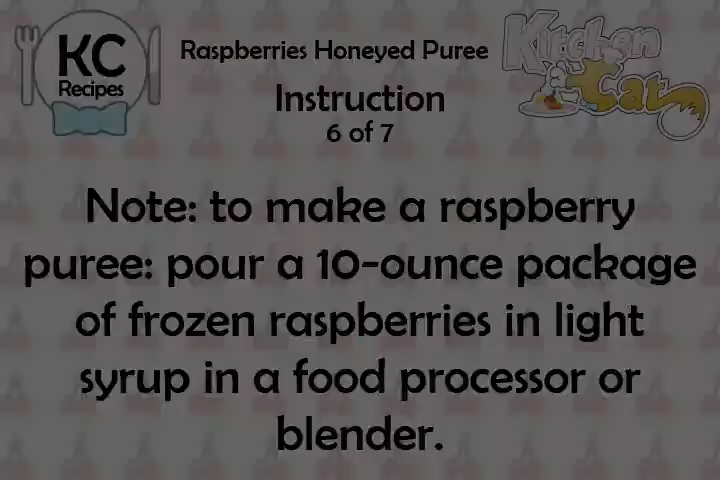 KC
Recipes
Raspberries Honeyed Puree
Kitchen
Cat
Instruction
6 of 7
Note: to make a raspberry
puree: pour a 10-ounce package
of frozen raspberries in light
syrup in a food processor or
blender.